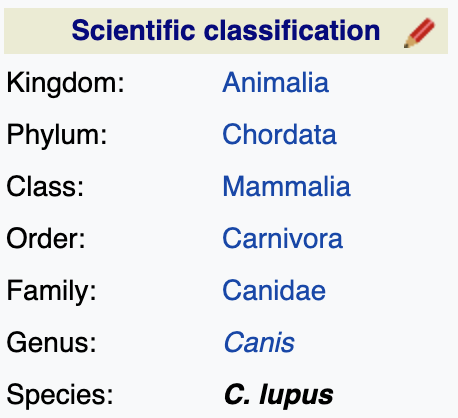 Scientific classification
Kingdom: Animalia
Phylum: Chordata
Class: Mammalia
Order: Carnivora
Family: Canidae
Genus: Canis
Species: C. lupus